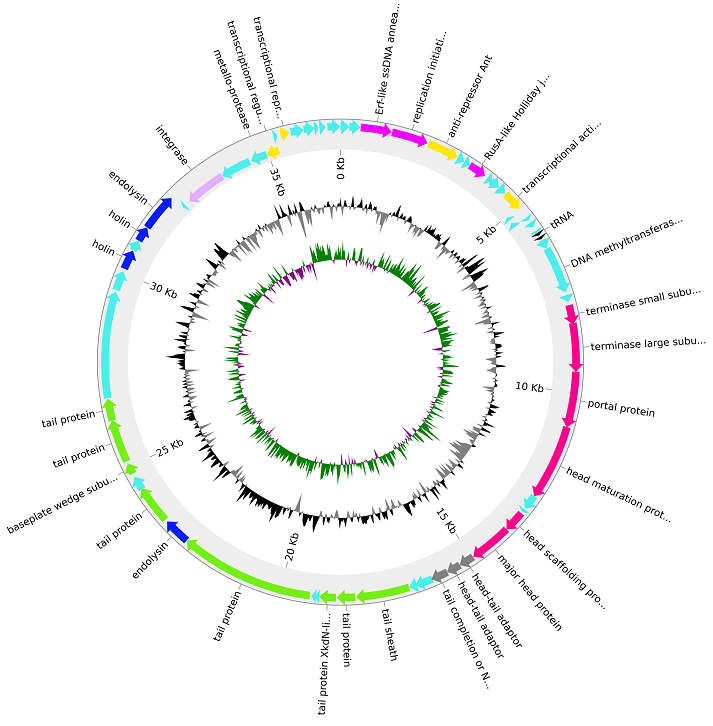 Erf-like ssDNA annea...
replication initiati...
anti-repressor Ant
RusA-like Holliday j...
transcriptional acti...
tRNA
DNA methyltransferas...
terminase small subu...
terminase large subu...
portal protein
head maturation prot...
head scaffolding pro...
major head protein
head-tail adaptor
head-tail adaptor
tail completion or N...
tail sheath
tail protein
tail protein XkdN-li...
tail protein
endolysin
tail protein
baseplate wedge subu...
tail protein
tail protein
holin
holin
endolysin
integrase
metallo-protease
transcriptional regu...
transcriptional repr...
0 Kb
5 Kb
10 Kb
15 Kb
20 Kb
25 Kb
30 Kb
35 Kb